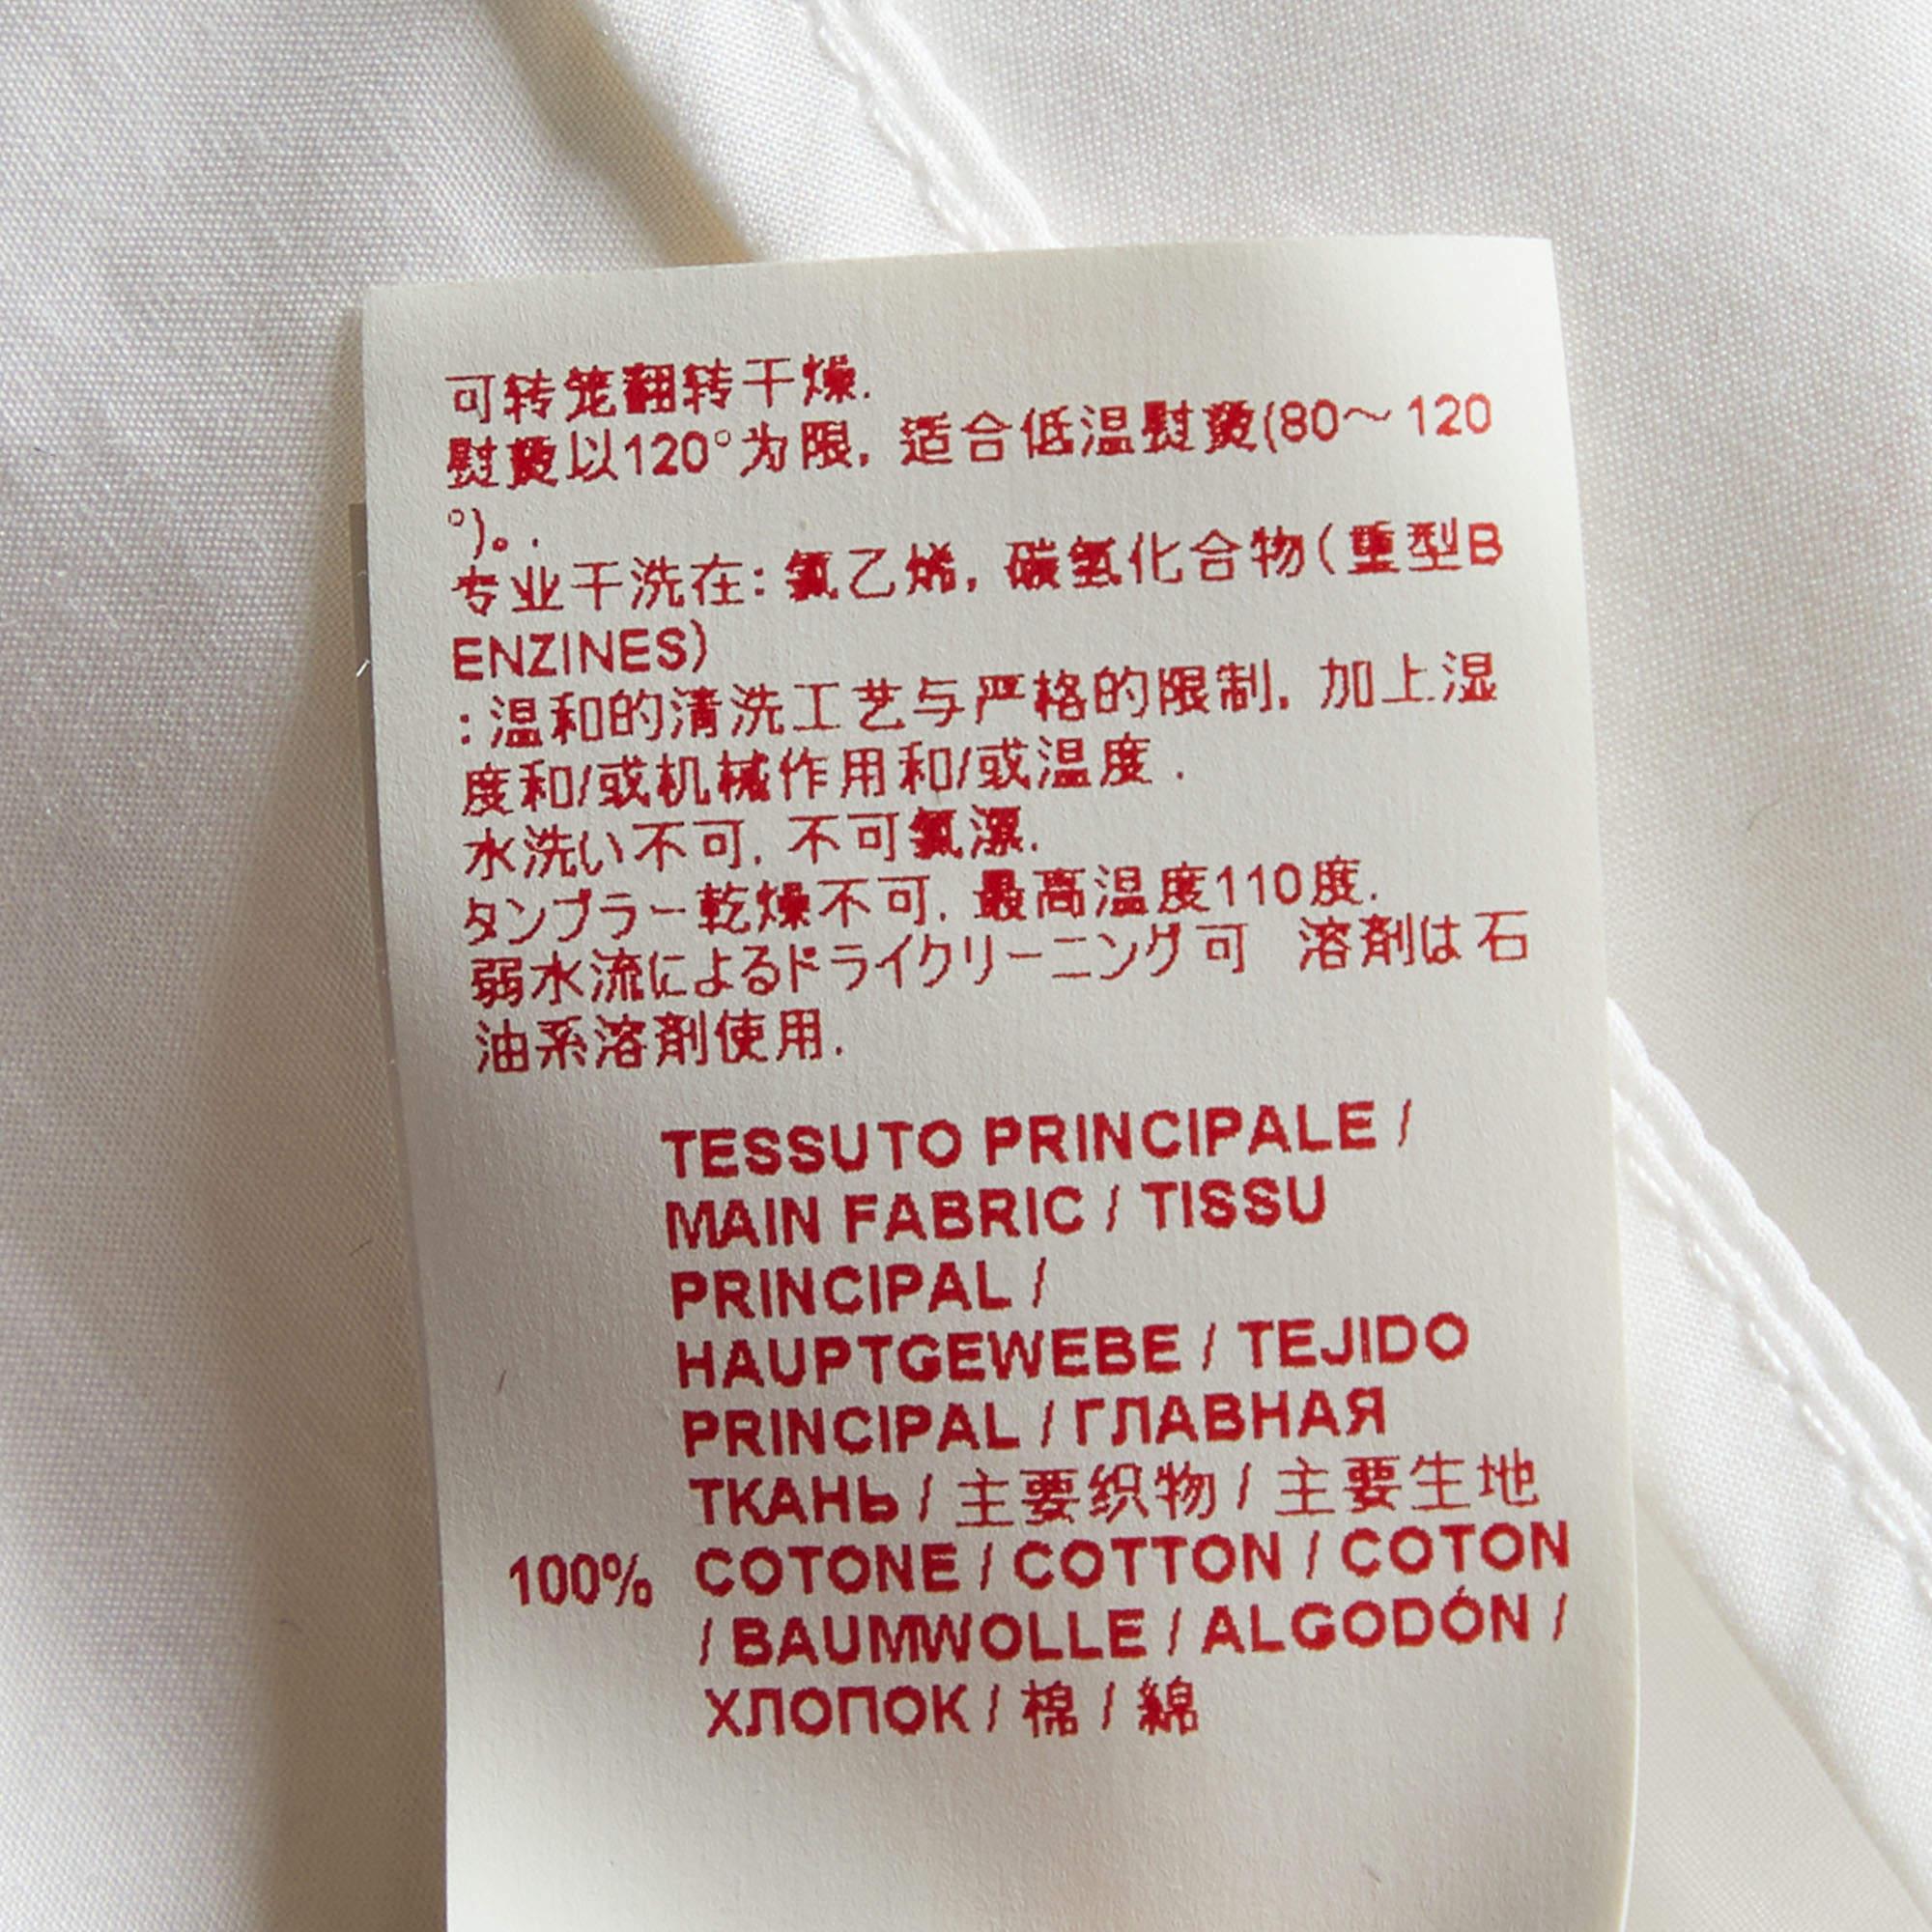 可转笼翻转干燥.
熨烫以120°为限, 适合低温熨烫(80～120
°)。.
专业干洗在: 氯乙烯, 碳氢化合物(重型B
ENZINES)
:温和的清洗工艺与严格的限制, 加上湿
度和/或机械作用和/或温度 .
水洗い不可, 不可氯漂.
タンブラー乾燥不可, 最高温度110度.
弱水流によるドライクリーニング可 溶剤は石
油系溶剤使用.
TESSUTO PRINCIPALE /
MAIN FABRIC / TISSU
PRINCIPAL /
HAUPTGEWEBE / TEJIDO
PRINCIPAL / ГЛАВНАЯ
ТКАНЬ / 主要织物 / 主要生地
100% COTONE / COTTON / COTON
/ BAUMWOLLE / ALGODÓN /
ХЛОПОК / 棉 / 綿